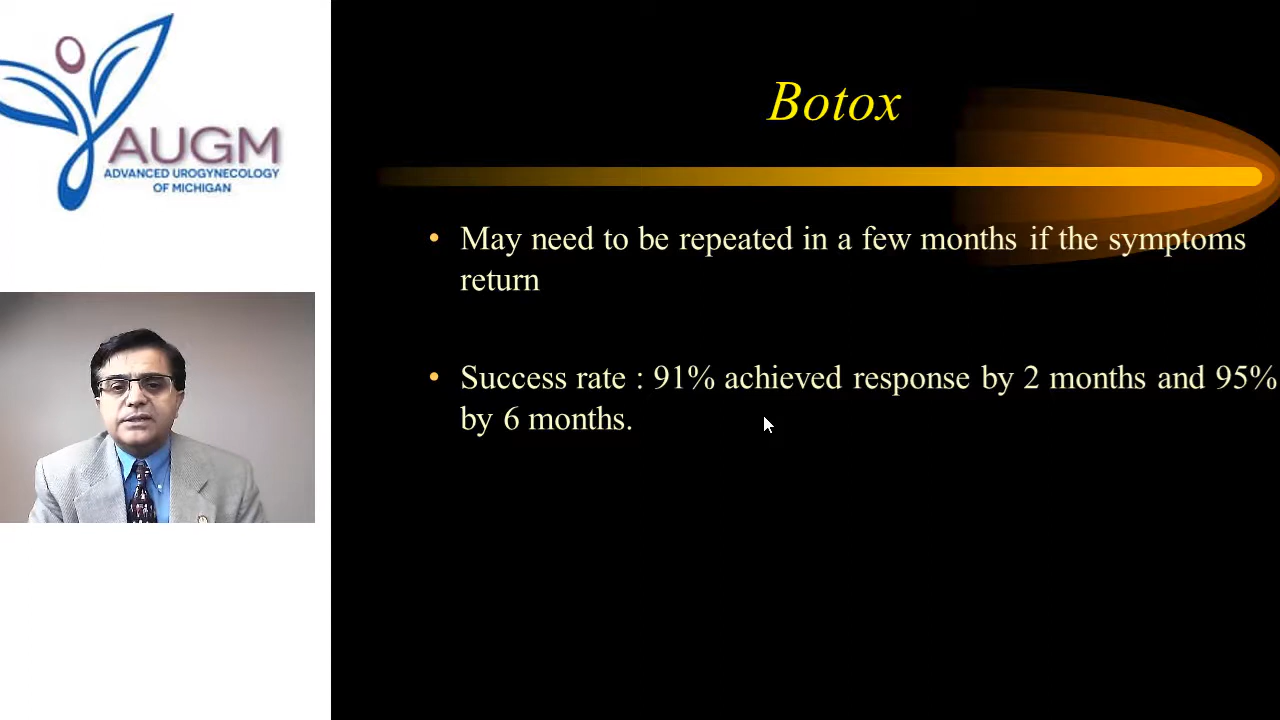 AUGM
ADVANCED UROGYNECOLOGY
OF MICHIGAN
Botox
• May need to be repeated in a few months if the symptoms
return
• Success rate : 91% achieved response by 2 months and 95%
by 6 months.